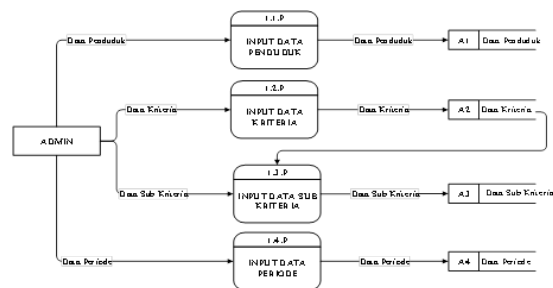 1.1.P
Data Penduduk
INPUT DATA
PENDUDUK
Data Penduduk
A1
Data Penduduk
1.2.P
Data Kriteria
INPUT DATA
KRITERIA
Data Kriteria
A2
Data Kriteria
ADMIN
1.3.P
Data Sub Kriteria
INPUT DATA SUB
KRITERIA
Data Sub Kriteria
A3
Data Sub Kriteria
1.4.P
Data Periode
INPUT DATA
PERIODE
Data Periode
A4
Data Periode